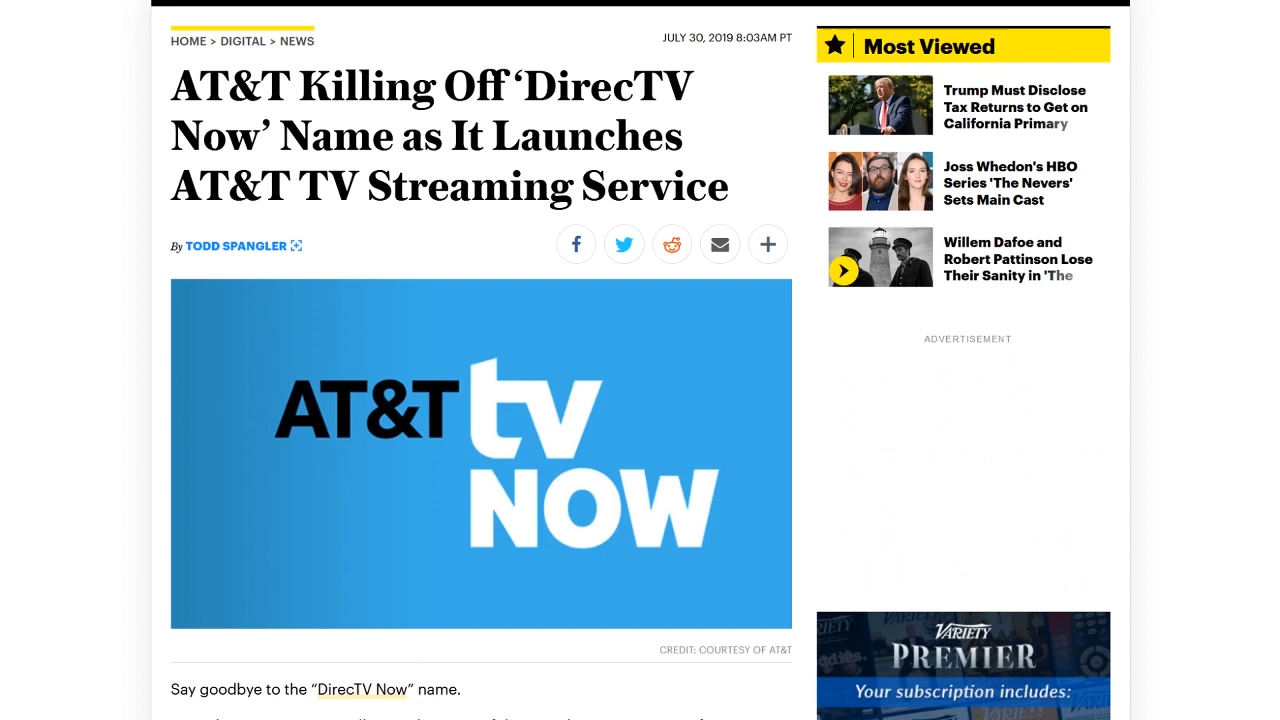 HOME > DIGITAL > NEWS
JULY 30, 2019 8:03AM PT
AT&T Killing Off ‘DirecTV
Now’ Name as It Launches
AT&T TV Streaming Service
By TODD SPANGLER
AT&T tv
NOW
CREDIT: COURTESY OF AT&T
Say goodbye to the “DirecTV Now” name.
Most Viewed
Trump Must Disclose
Tax Returns to Get on
California Primary
Joss Whedon's HBO
Series 'The Nevers'
Sets Main Cast
Willem Dafoe and
Robert Pattinson Lose
Their Sanity in 'The
ADVERTISEMENT
VARIETY
PREMIER
Your subscription includes: